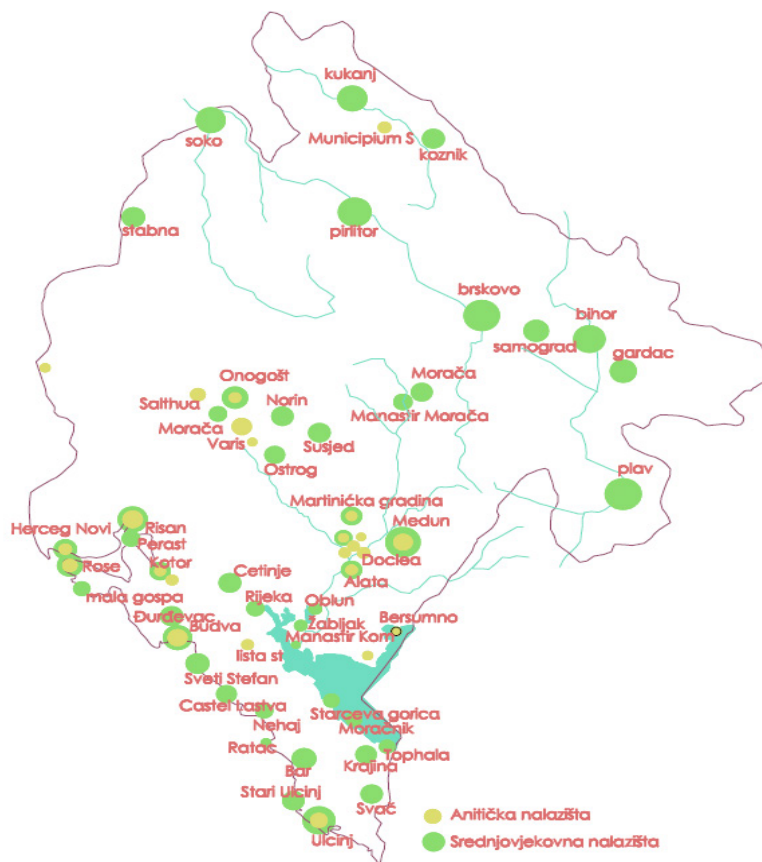 kukanj
Municipium S
soko
koznik
stabna
pirlitor
brskovo
bihor
samograd
gardac
Onogošt
Morača
Salthua
Norin
Manastir Morača
Morača
Varis
Susjed
Ostrog
plav
Martinićka gradina
Herceg Novi
Risan
Medun
Perast
Rose
Kotor
Doclea
Cetinje
Alata
mala gospa
Rijeka
Oblun
Đurđevac
Žabljak
Bersumno
Budva
Manastir Kom
lista st
Sveti Stefan
Castel Lastva
Starceva gorica
Nehaj
Moračnik
Ratac
Tophala
Bar
Krajina
Stari Ulcinj
Svač
Ulcinj
Anitička nalazišta
Srednjovjekovna nalazišta